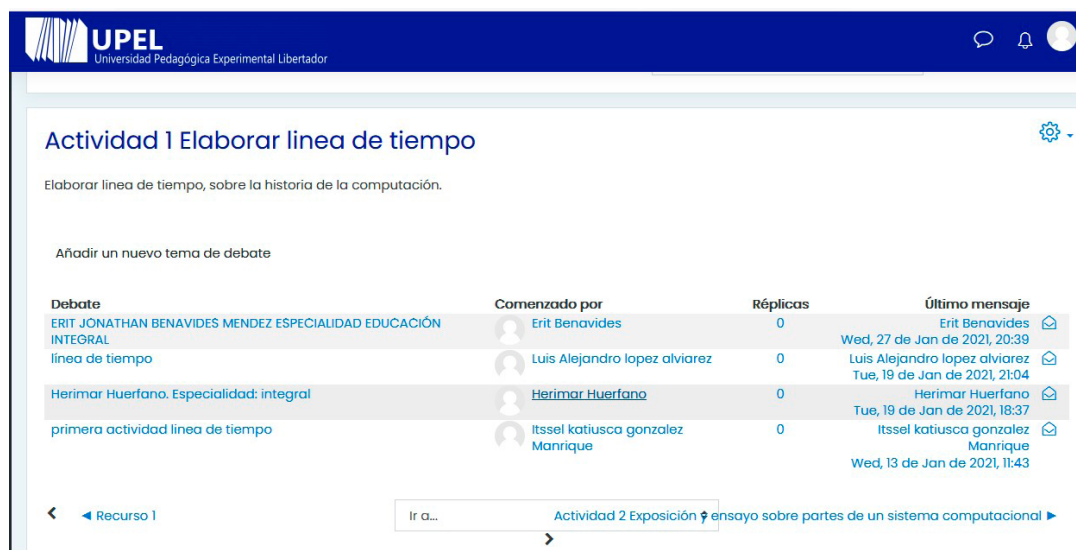 UPEL
Universidad Pedagógica Experimental Libertador
Actividad 1 Elaborar linea de tiempo
Elaborar linea de tiempo, sobre la historia de la computación.
Añadir un nuevo tema de debate
Debate Comenzado por Réplicas Último mensaje
ERIT JONATHAN BENAVIDES MENDEZ ESPECIALIDAD EDUCACIÓN Erit Benavides 0 Erit Benavides
INTEGRAL Wed, 27 de Jan de 2021, 20:39
línea de tiempo Luis Alejandro lopez alviarez 0 Luis Alejandro lopez alviarez
Tue, 19 de Jan de 2021, 21:04
Herimar Huerfano. Especialidad: integral Herimar Huerfano 0 Herimar Huerfano
Tue, 19 de Jan de 2021, 18:37
primera actividad linea de tiempo Itssel katiusca gonzalez 0 Itssel katiusca gonzalez
Manrique Manrique
Wed, 13 de Jan de 2021, 11:43
◄ Recurso 1 Ir a... Actividad 2 Exposición y ensayo sobre partes de un sistema computacional ►